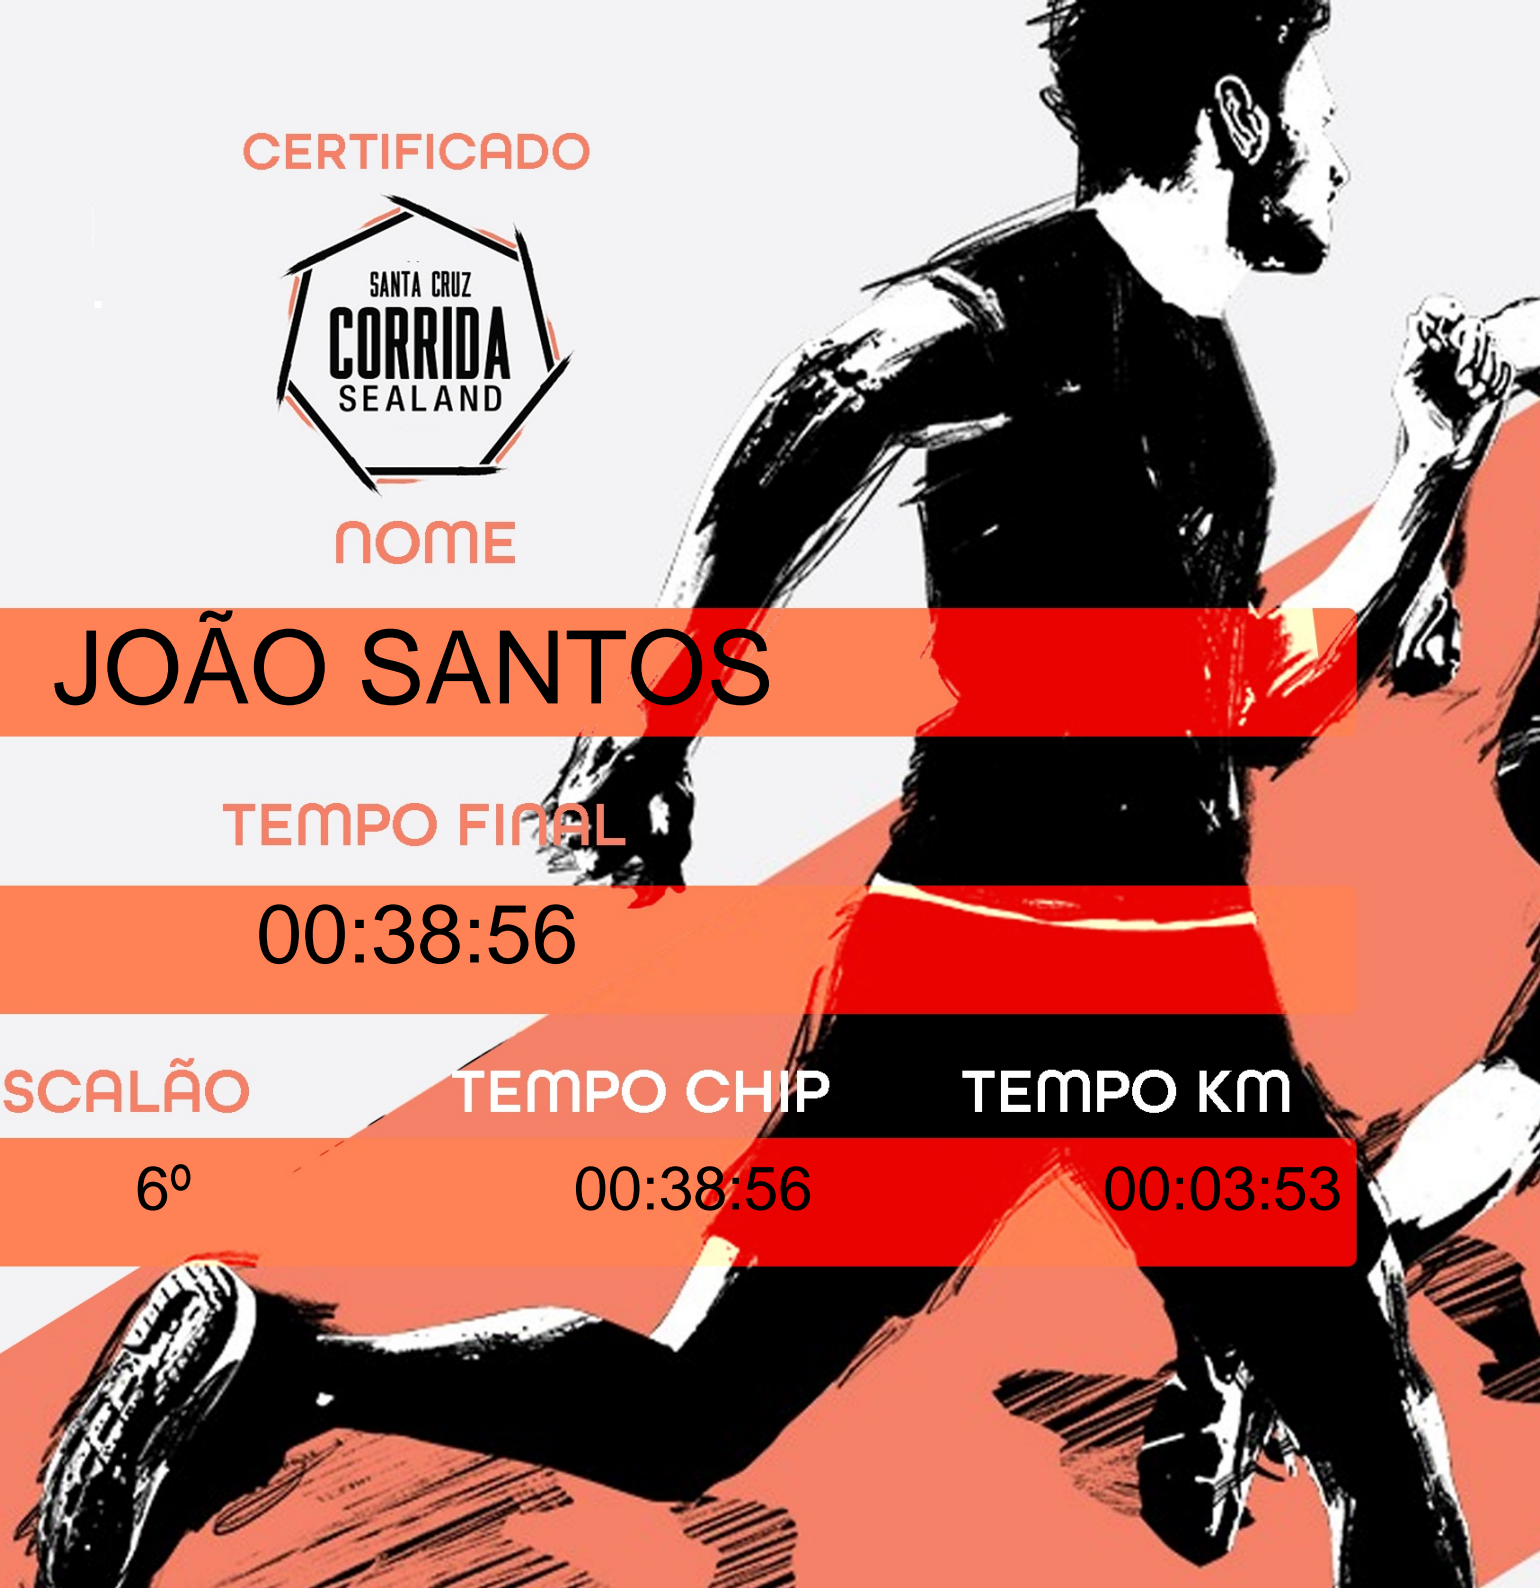 CERTIFICADO
SANTA CRUZ
CORRIDA
SEALAND
NOME
JOÃO SANTOS
TEMPO FINAL
00:38:56
SCALÃO TEMPO CHIP TEMPO KM
6º 00:38:56 00:03:53